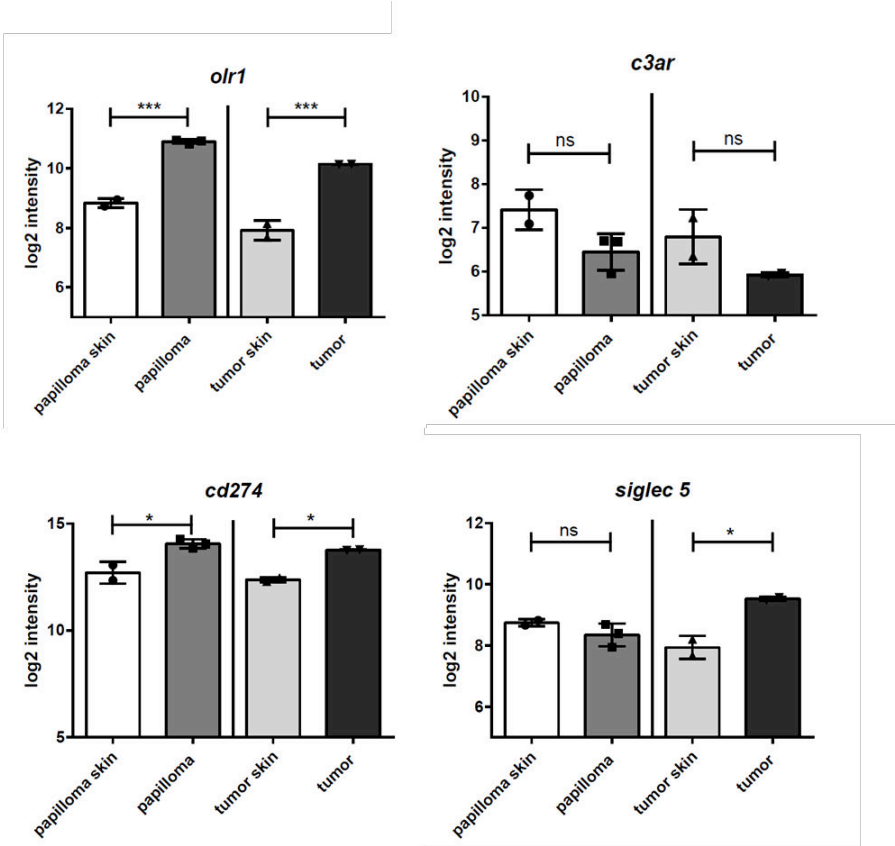 olr1
log2 intensity
12
10
8
6
***
***
papilloma skin
papilloma
tumor skin
tumor
c3ar
log2 intensity
10
9
8
7
6
5
ns
ns
papilloma skin
papilloma
tumor skin
tumor
cd274
log2 intensity
15
10
5
*
*
papilloma skin
papilloma
tumor skin
tumor
siglec 5
log2 intensity
12
10
8
6
ns
*
papilloma skin
papilloma
tumor skin
tumor